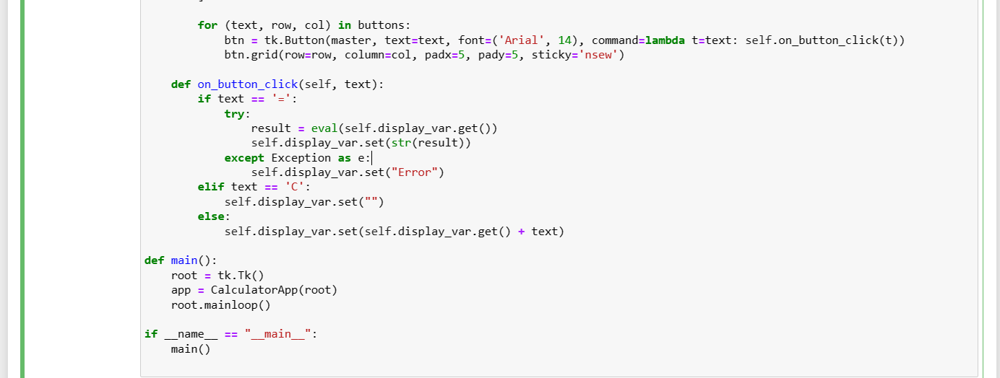 for (text, row, col) in buttons:
btn = tk.Button(master, text=text, font=('Arial', 14), command=lambda t=text: self.on_button_click(t))
btn.grid(row=row, column=col, padx=5, pady=5, sticky='nsew')
def on_button_click(self, text):
if text == '=':
try:
result = eval(self.display_var.get())
self.display_var.set(str(result))
except Exception as e:
self.display_var.set("Error")
elif text == 'C':
self.display_var.set("")
else:
self.display_var.set(self.display_var.get() + text)
def main():
root = tk.Tk()
app = CalculatorApp(root)
root.mainloop()
if __name__ == "__main__":
main()